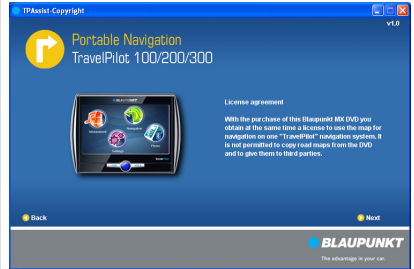 TPAssist-Copyright
v1.0
Portable Navigation
TravelPilot 100/200/300
BLAUPUNKT
Navigation
Settings
License agreement
With the purchase of this Blaupunkt MX DVD you
obtain at the same time a license to use the map for
navigation on one "TravelPilot" navigation system. It
is not permitted to copy road maps from the DVD
and to give them to third parties.
Back
Next
BLAUPUNKT
The advantage in your car.